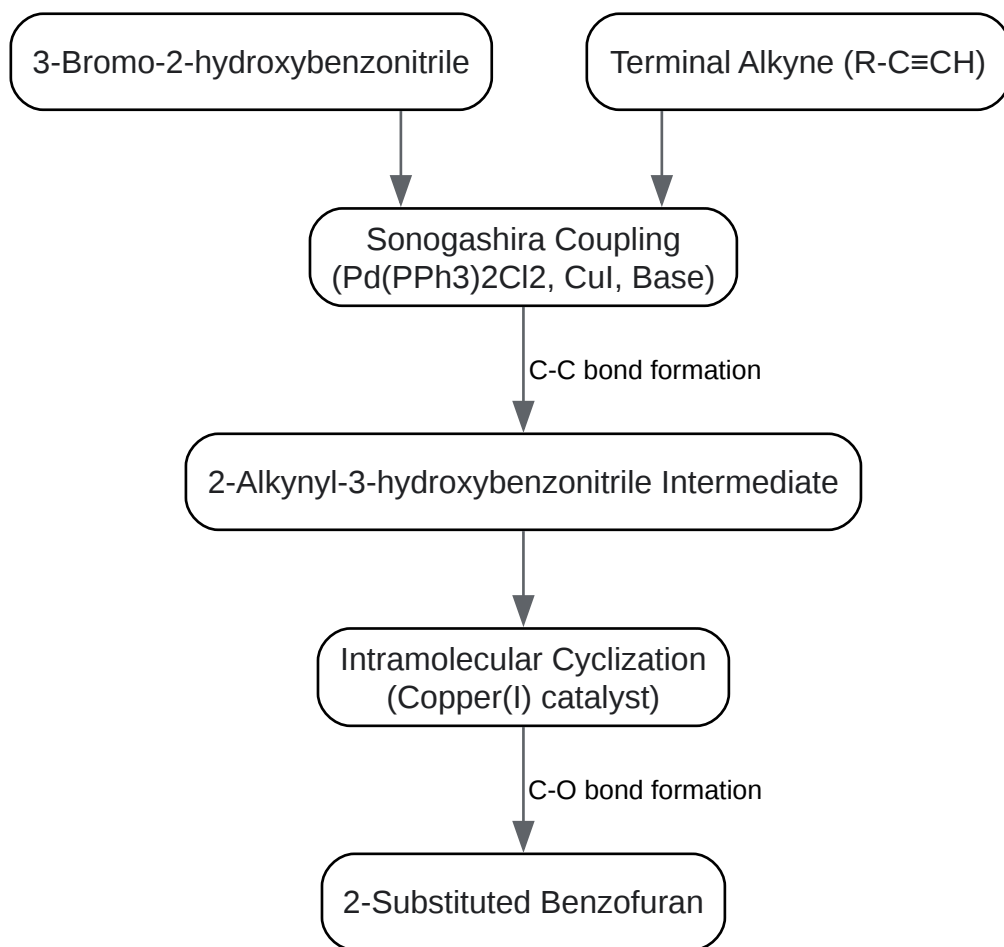 3-Bromo-2-hydroxybenzonitrile
Terminal Alkyne (R-C≡CH)
Sonogashira Coupling
(Pd(PPh3)2Cl2, CuI, Base)
C-C bond formation
2-Alkynyl-3-hydroxybenzonitrile Intermediate
Intramolecular Cyclization
(Copper(I) catalyst)
C-O bond formation
2-Substituted Benzofuran